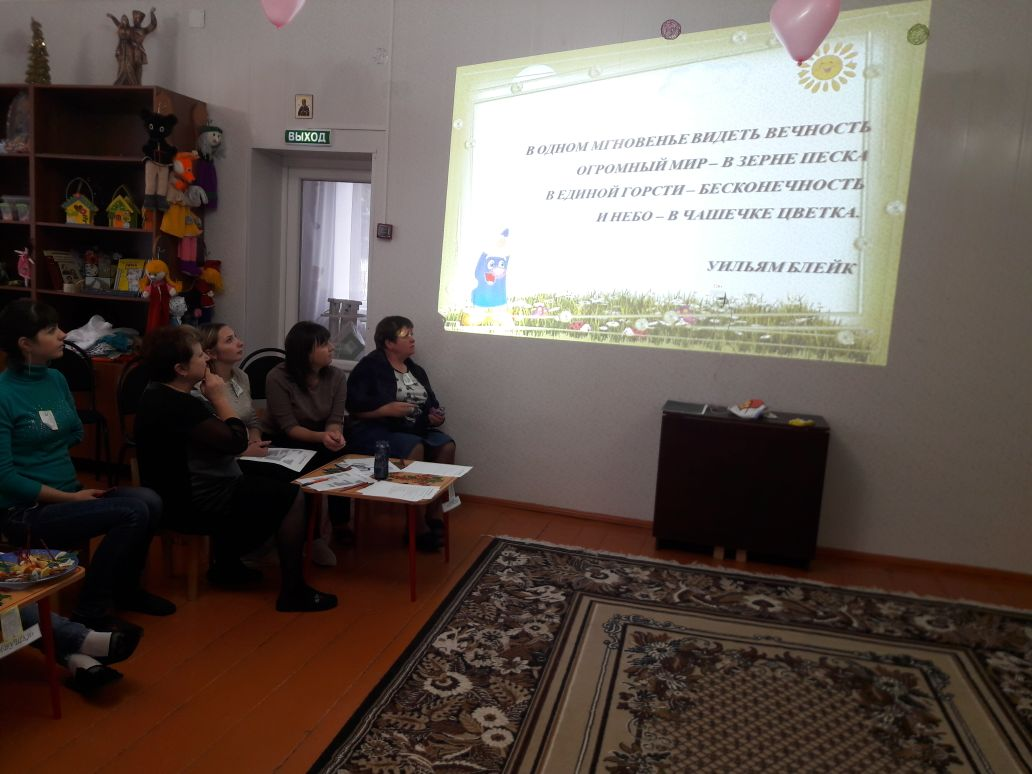 ВЫХОД
В ОДНОМ МГНОВЕНЬЕ ВИДЕТЬ ВЕЧНОСТЬ
ОГРОМНЫЙ МИР – В ЗЕРНЕ ПЕСКА
В ЕДИНОЙ ГОРСТИ – БЕСКОНЕЧНОСТЬ
И НЕБО – В ЧАШЕЧКЕ ЦВЕТКА.
УИЛЬЯМ БЛЕЙК